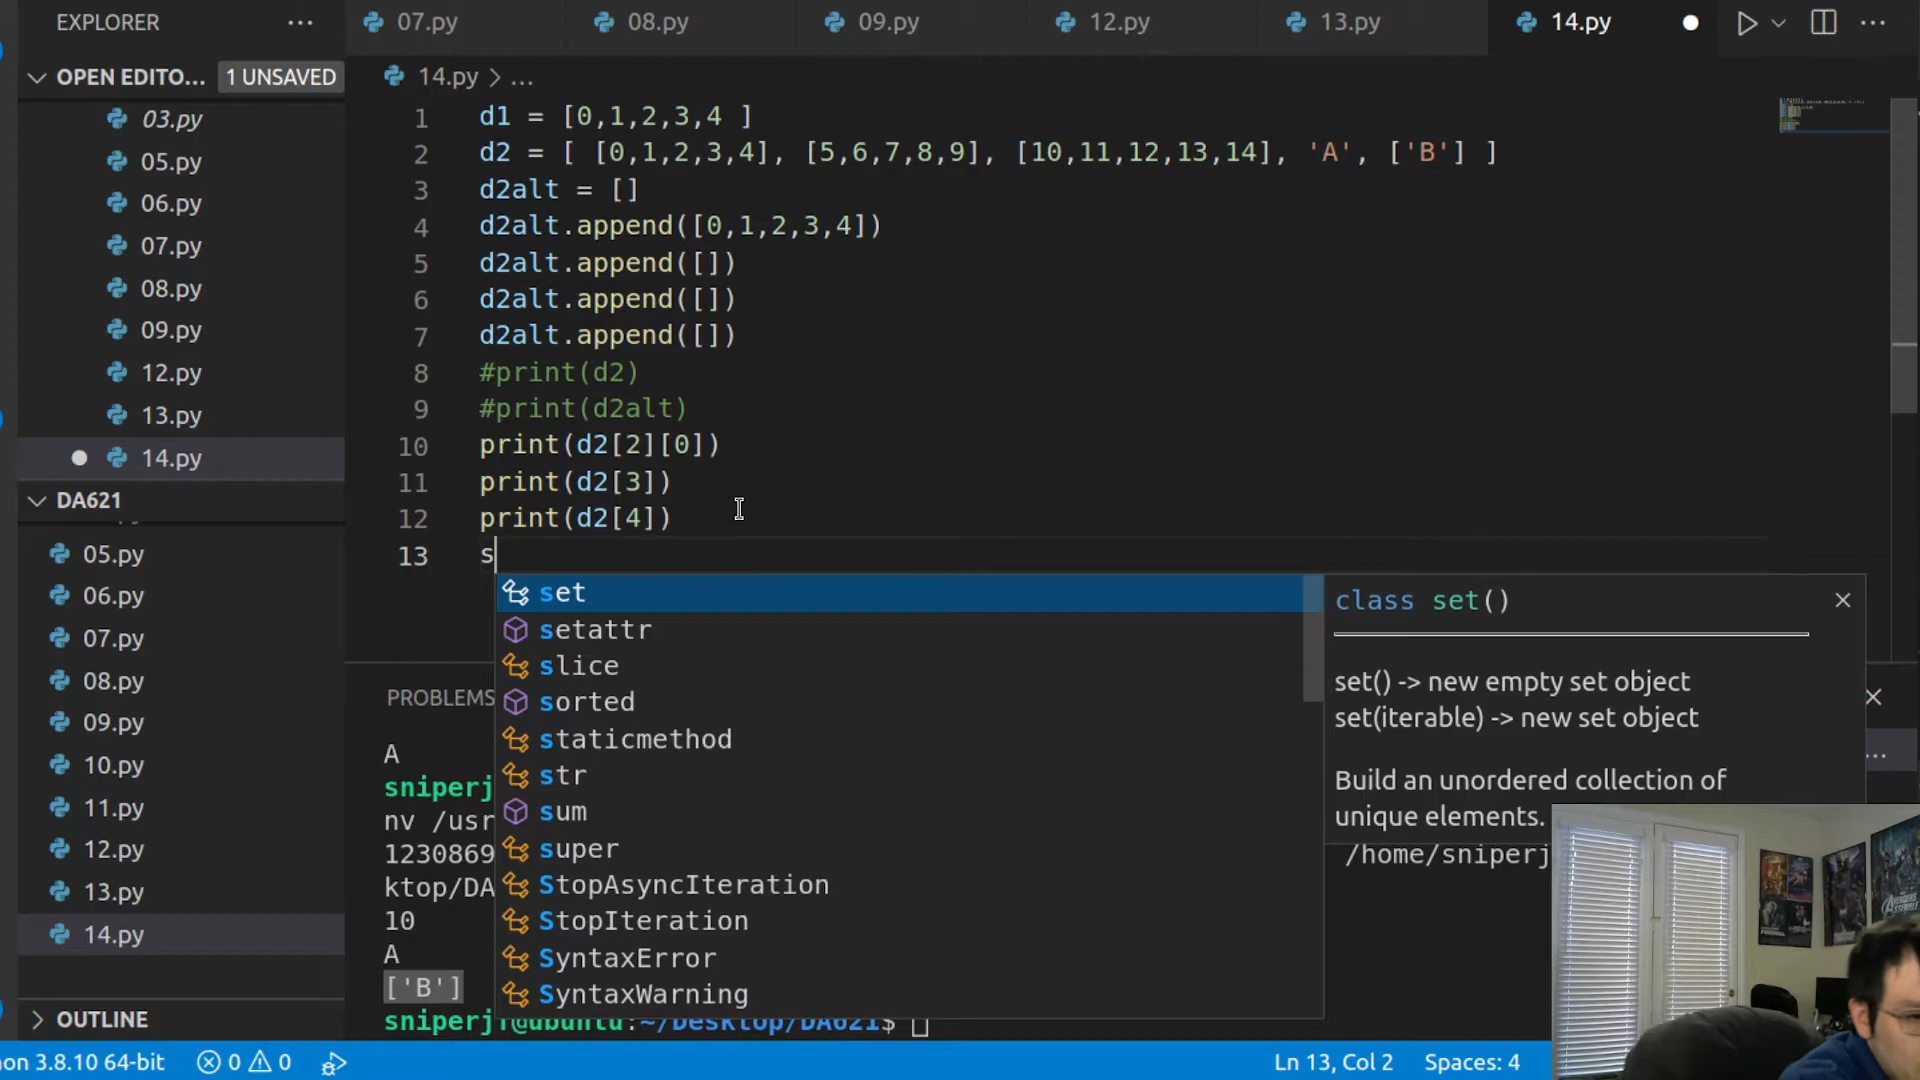 EXPLORER
07.py
08.py
09.py
12.py
13.py
14.py
OPEN EDITO...
1 UNSAVED
03.py
05.py
06.py
07.py
08.py
09.py
12.py
13.py
14.py
DA621
05.py
06.py
07.py
08.py
09.py
10.py
11.py
12.py
13.py
14.py
OUTLINE
14.py > ...
1 d1 = [0,1,2,3,4 ]
2 d2 = [ [0,1,2,3,4], [5,6,7,8,9], [10,11,12,13,14], 'A', ['B'] ]
3 d2alt = []
4 d2alt.append([0,1,2,3,4])
5 d2alt.append([])
6 d2alt.append([])
7 d2alt.append([])
8 #print(d2)
9 #print(d2alt)
10 print(d2[2][0])
11 print(d2[3])
12 print(d2[4])
13 s
set
setattr
slice
sorted
staticmethod
str
sum
super
StopAsyncIteration
StopIteration
SyntaxError
SyntaxWarning
class set()
set() -> new empty set object
set(iterable) -> new set object
Build an unordered collection of
unique elements.
PROBLEMS
A
sniperj
nv /usr
1230869
/home/sniperj
ktop/DA
10
A
['B']
sniperjf@ubuntu:~/Desktop/DA621$
on 3.8.10 64-bit
0
0
Ln 13, Col 2
Spaces: 4